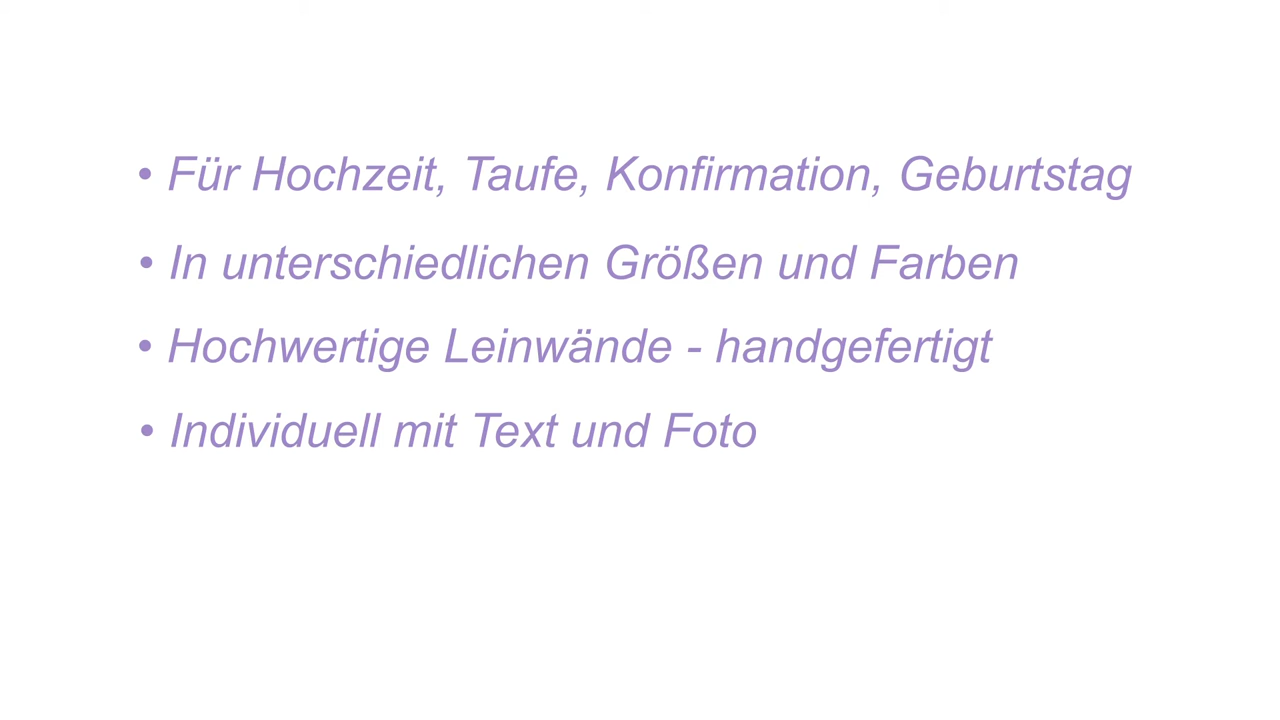 • Für Hochzeit, Taufe, Konfirmation, Geburtstag
• In unterschiedlichen Größen und Farben
• Hochwertige Leinwände - handgefertigt
• Individuell mit Text und Foto